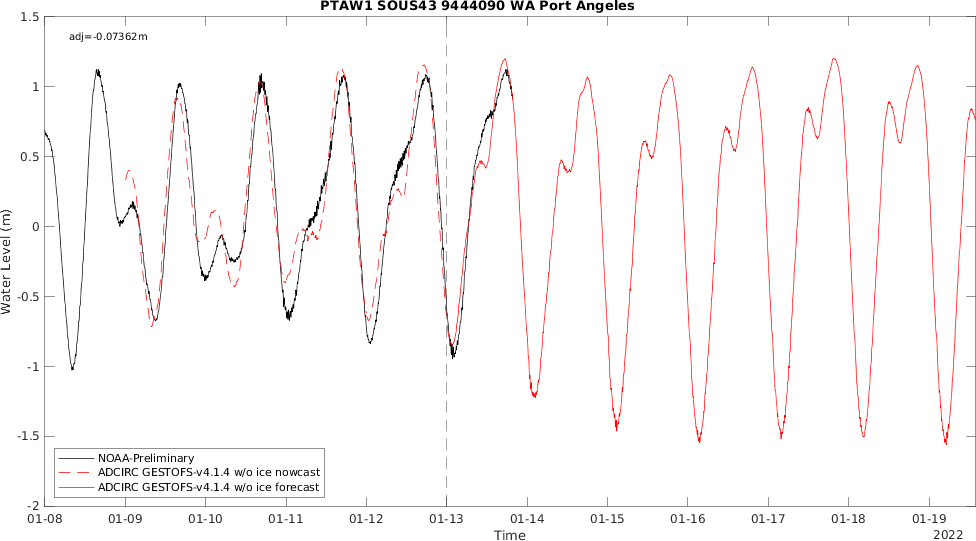 PTAW1 SOUS43 9444090 WA Port Angeles
adj=-0.07362m
1.5
1
0.5
0
-0.5
-1
-1.5
-2
Water Level (m)
NOAA-Preliminary
ADCIRC GESTOFS-v4.1.4 w/o ice nowcast
ADCIRC GESTOFS-v4.1.4 w/o ice forecast
01-08 01-09 01-10 01-11 01-12 01-13 01-14 01-15 01-16 01-17 01-18 01-19
Time
2022